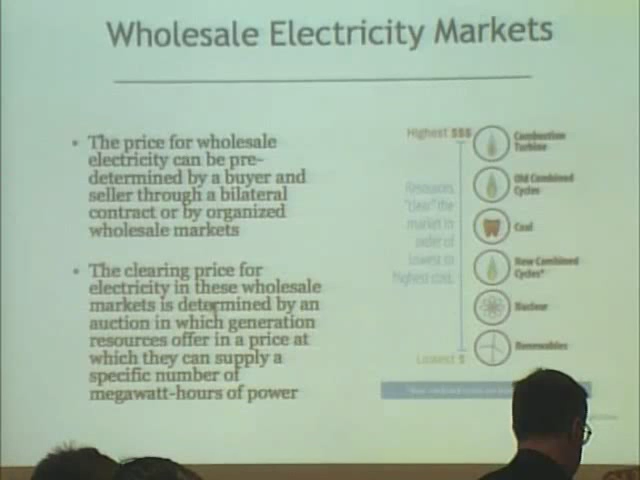 Wholesale Electricity Markets
• The price for wholesale
electricity can be pre-
determined by a buyer and
seller through a bilateral
contract or by organized
wholesale markets
• The clearing price for
electricity in these wholesale
markets is determined by an
auction in which generation
resources offer in a price at
which they can supply a
specific number of
megawatt-hours of power
Highest $$$
Resources
"clear" the
market in
order of
lowest to
highest cost.
Lowest $
Combustion
Turbine
Old Combined
Cycles
Coal
New Combined
Cycles*
Nuclear
Renewables